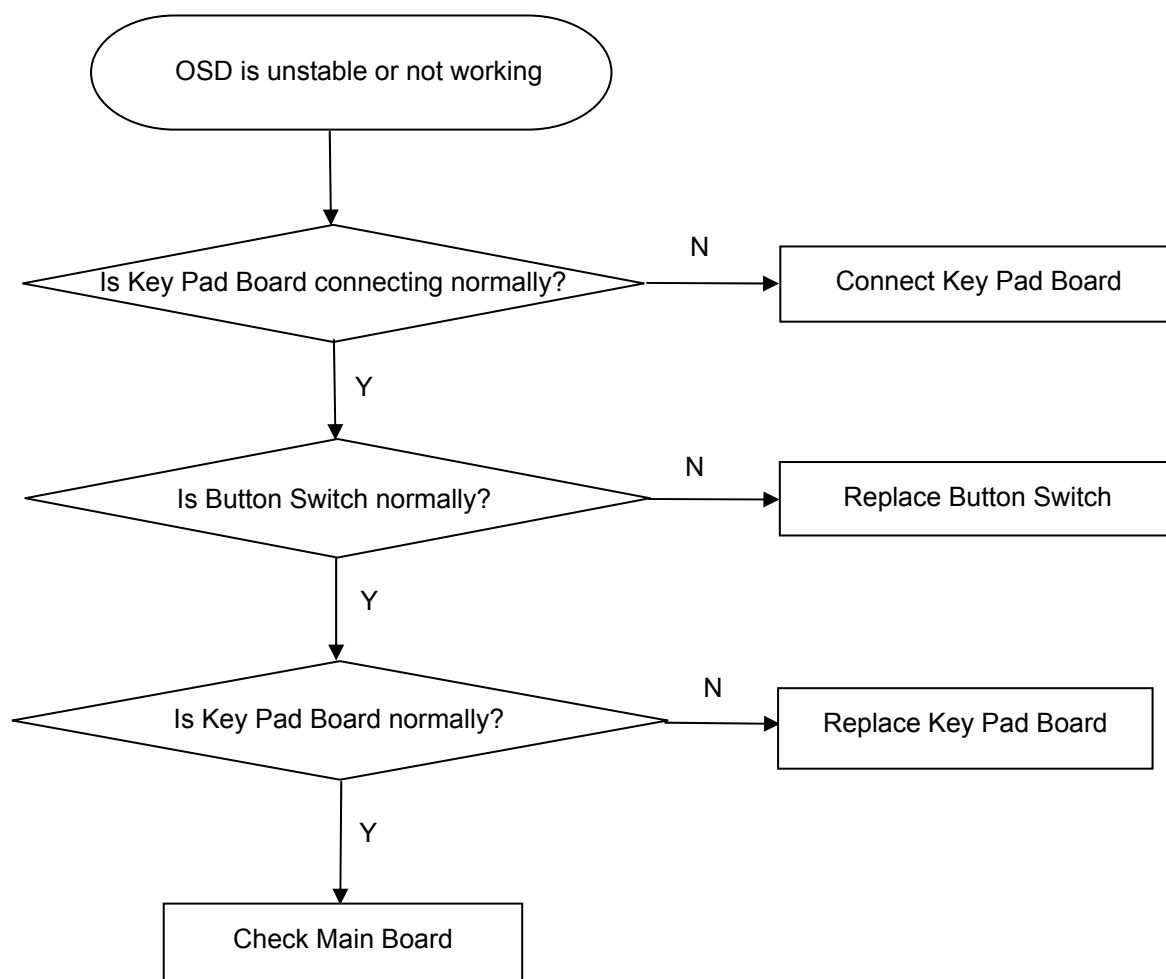 OSD is unstable or not working
N
Is Key Pad Board connecting normally?
Connect Key Pad Board
Y
N
Is Button Switch normally?
Replace Button Switch
Y
N
Is Key Pad Board normally?
Replace Key Pad Board
Y
Check Main Board